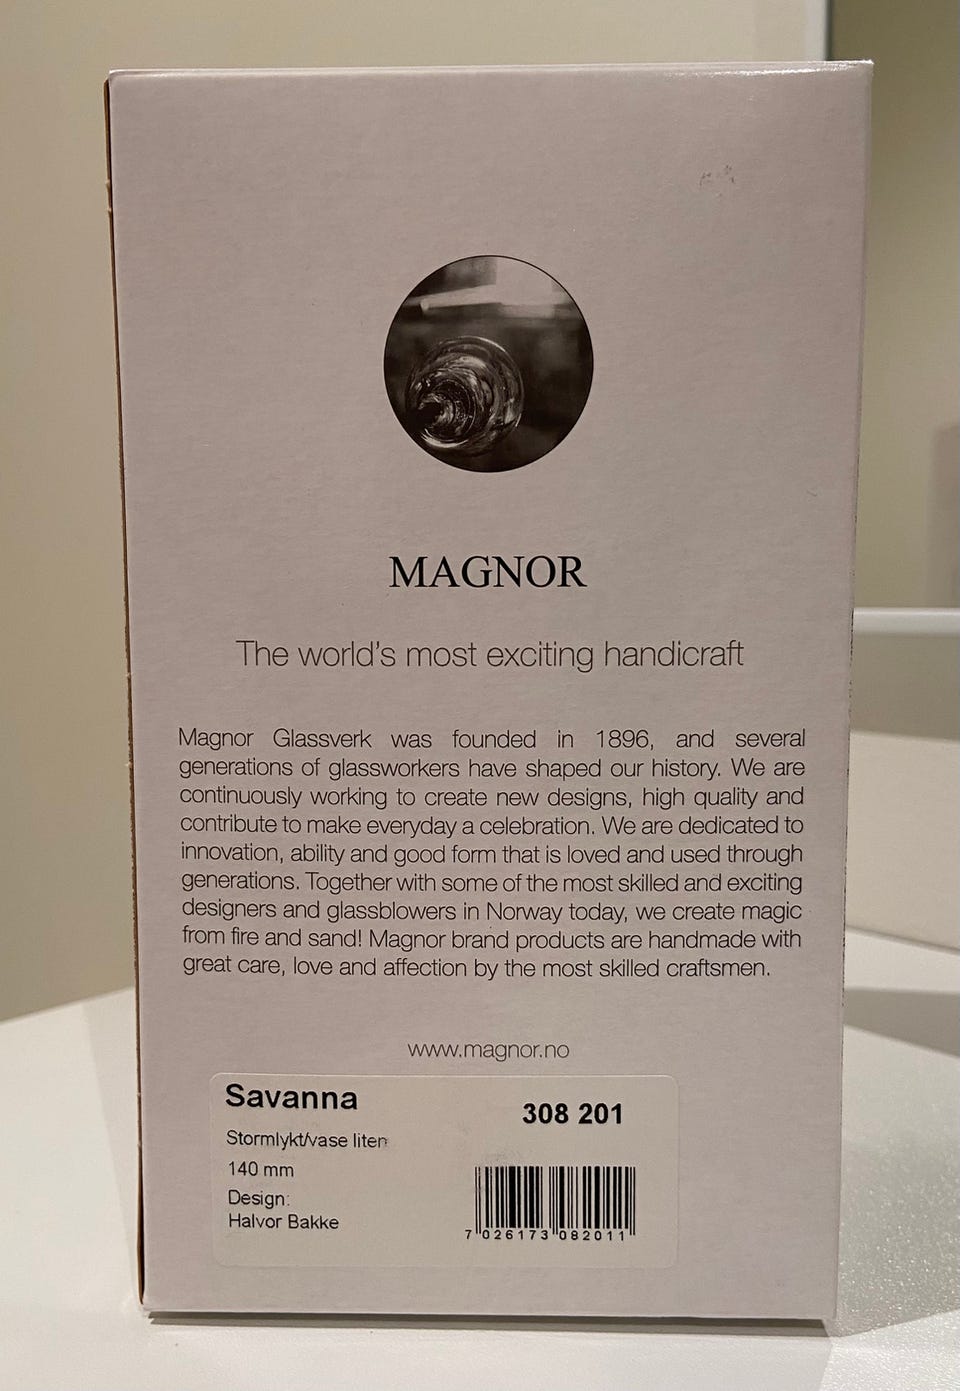 MAGNOR
The world's most exciting handicraft
Magnor Glassverk was founded in 1896, and several
generations of glassworkers have shaped our history. We are
continuously working to create new designs, high quality and
contribute to make everyday a celebration. We are dedicated to
innovation, ability and good form that is loved and used through
generations. Together with some of the most skilled and exciting
designers and glassblowers in Norway today, we create magic
from fire and sand! Magnor brand products are handmade with
great care, love and affection by the most skilled craftsmen.
www.magnor.no
Savanna
308 201
Stormlykt/vase liten
140 mm
Design:
Halvor Bakke
7 026173 082011